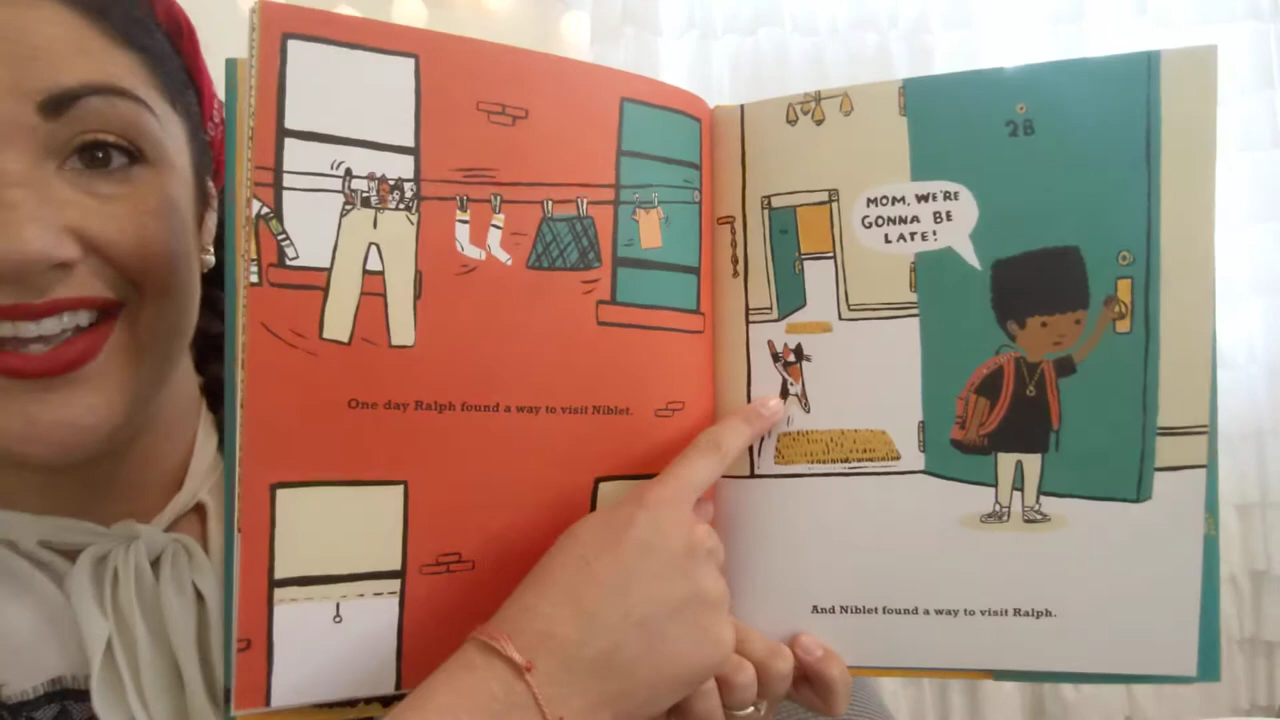 One day Ralph found a way to visit Niblet.
2B
MOM, WE'RE
GONNA BE
LATE!
And Niblet found a way to visit Ralph.